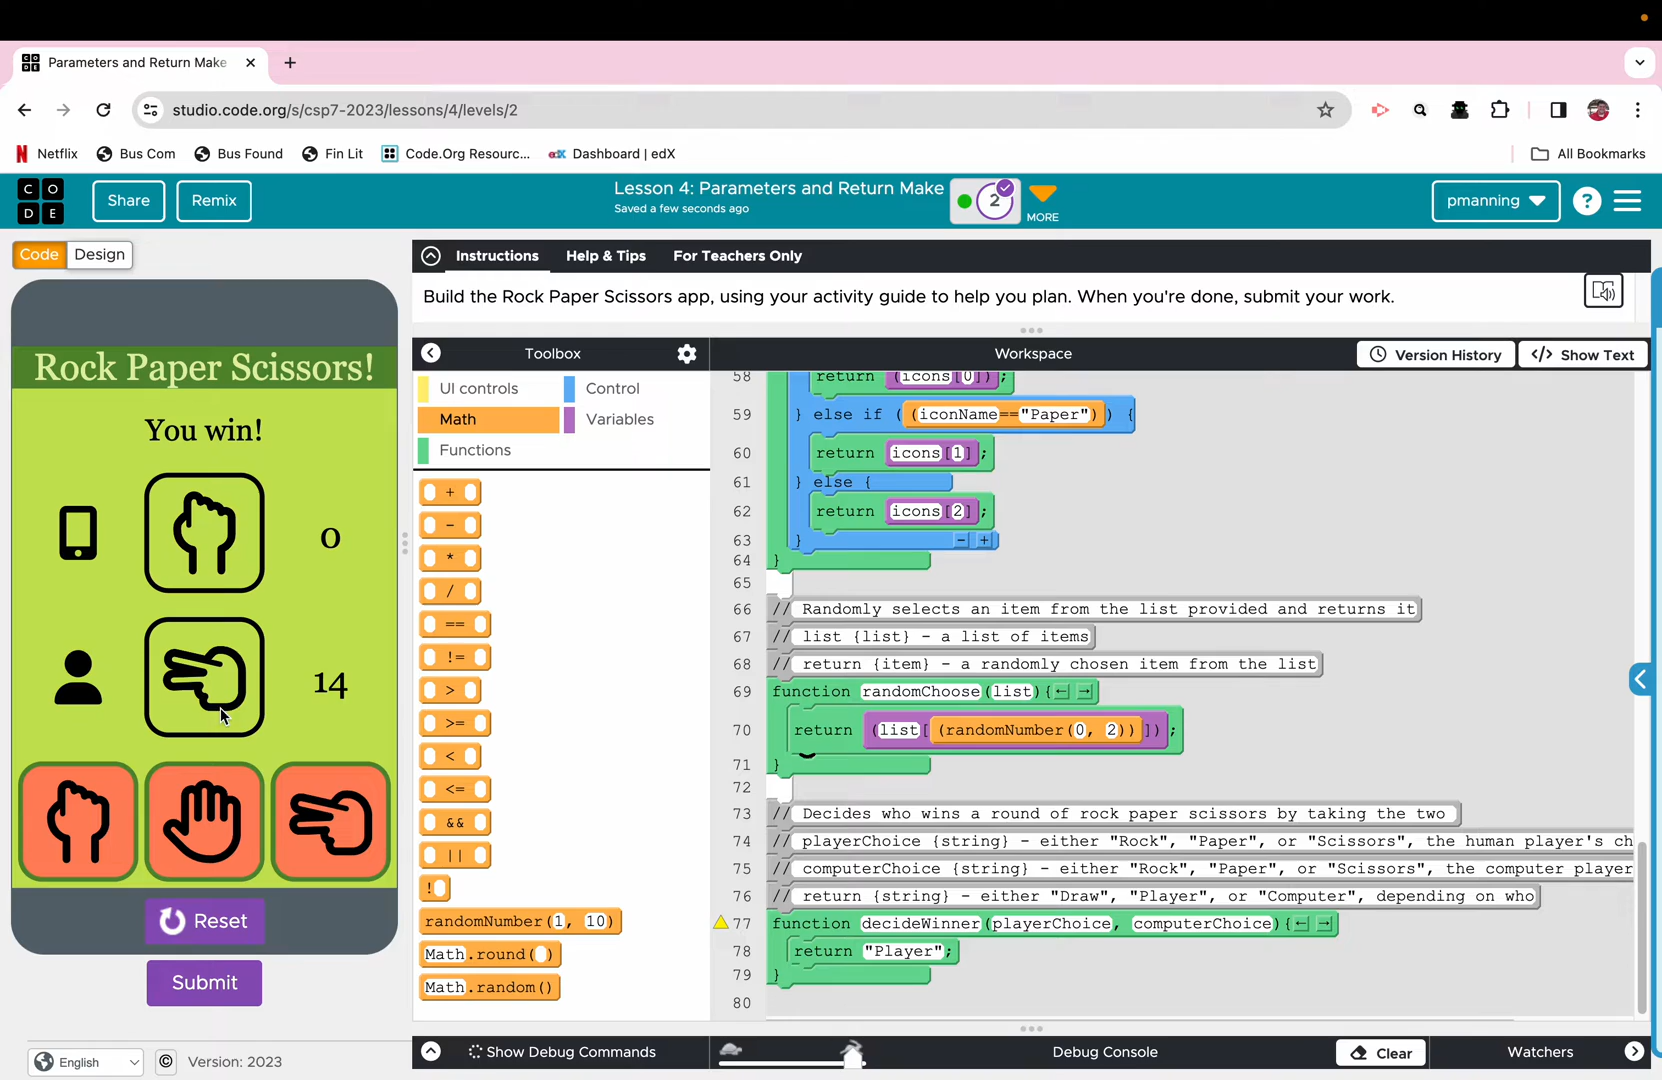 Parameters and Return Make
studio.code.org/s/csp7-2023/lessons/4/levels/2
Netflix
Bus Com
Bus Found
Fin Lit
Code.Org Resourc...
edX Dashboard | edX
All Bookmarks
CODE
Share
Remix
Lesson 4: Parameters and Return Make
Saved a few seconds ago
2
MORE
pmanning
?
Code
Design
Instructions
Help & Tips
For Teachers Only
Build the Rock Paper Scissors app, using your activity guide to help you plan. When you're done, submit your work.
Rock Paper Scissors!
You win!
0
14
Reset
Submit
English
© Version: 2023
Toolbox
UI controls
Control
Math
Variables
Functions
+
-
*
/
==
!=
>
>=
<
<=
&&
||
!
randomNumber(1, 10)
Math.round()
Math.random()
Workspace
Version History
</> Show Text
58 return (icons[0]);
59 } else if ((iconName=="Paper")) {
60 return icons[1];
61 } else {
62 return icons[2];
63 } - +
64 }
65
66 // Randomly selects an item from the list provided and returns it
67 // list {list} - a list of items
68 // return {item} - a randomly chosen item from the list
69 function randomChoose(list){ ← →
70 return (list[(randomNumber(0, 2))]);
71 }
72
73 // Decides who wins a round of rock paper scissors by taking the two
74 // playerChoice {string} - either "Rock", "Paper", or "Scissors", the human player's ch
75 // computerChoice {string} - either "Rock", "Paper", or "Scissors", the computer player
76 // return {string} - either "Draw", "Player", or "Computer", depending on who
77 function decideWinner(playerChoice, computerChoice){ ← →
78 return "Player";
79 }
80
Show Debug Commands
Debug Console
Clear
Watchers